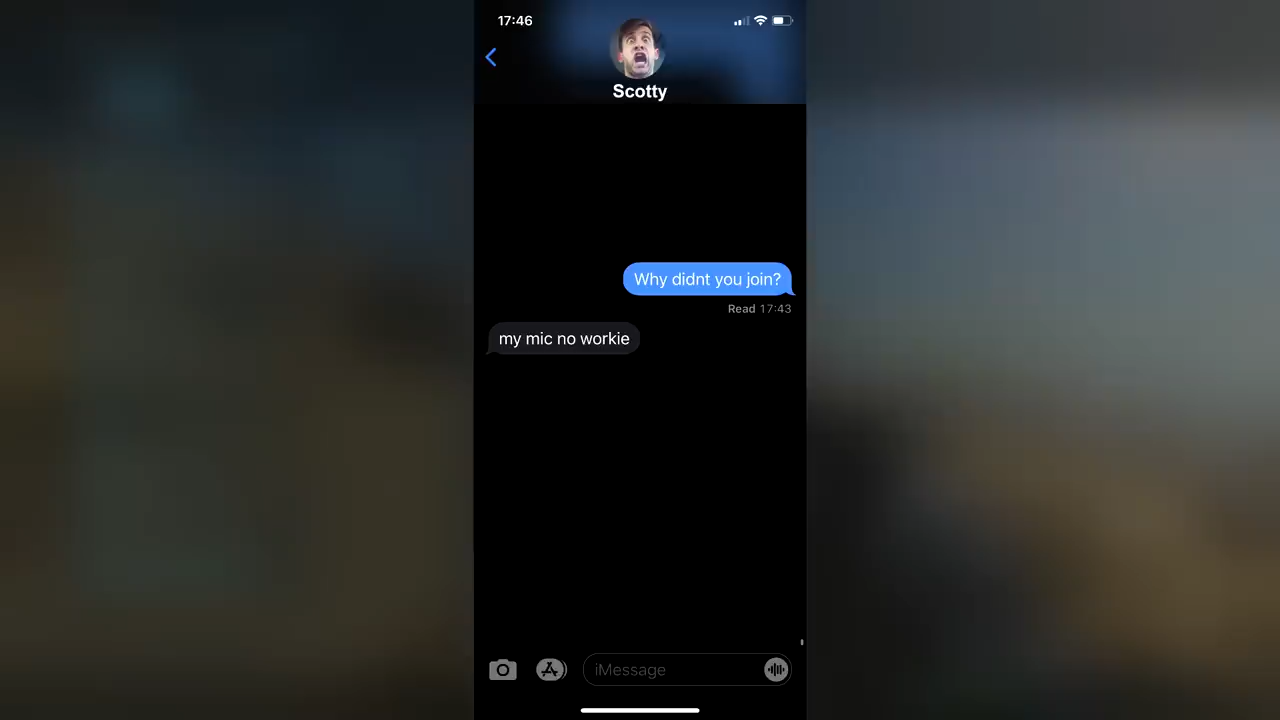 17:46
Scotty
Why didnt you join?
Read 17:43
my mic no workie
iMessage